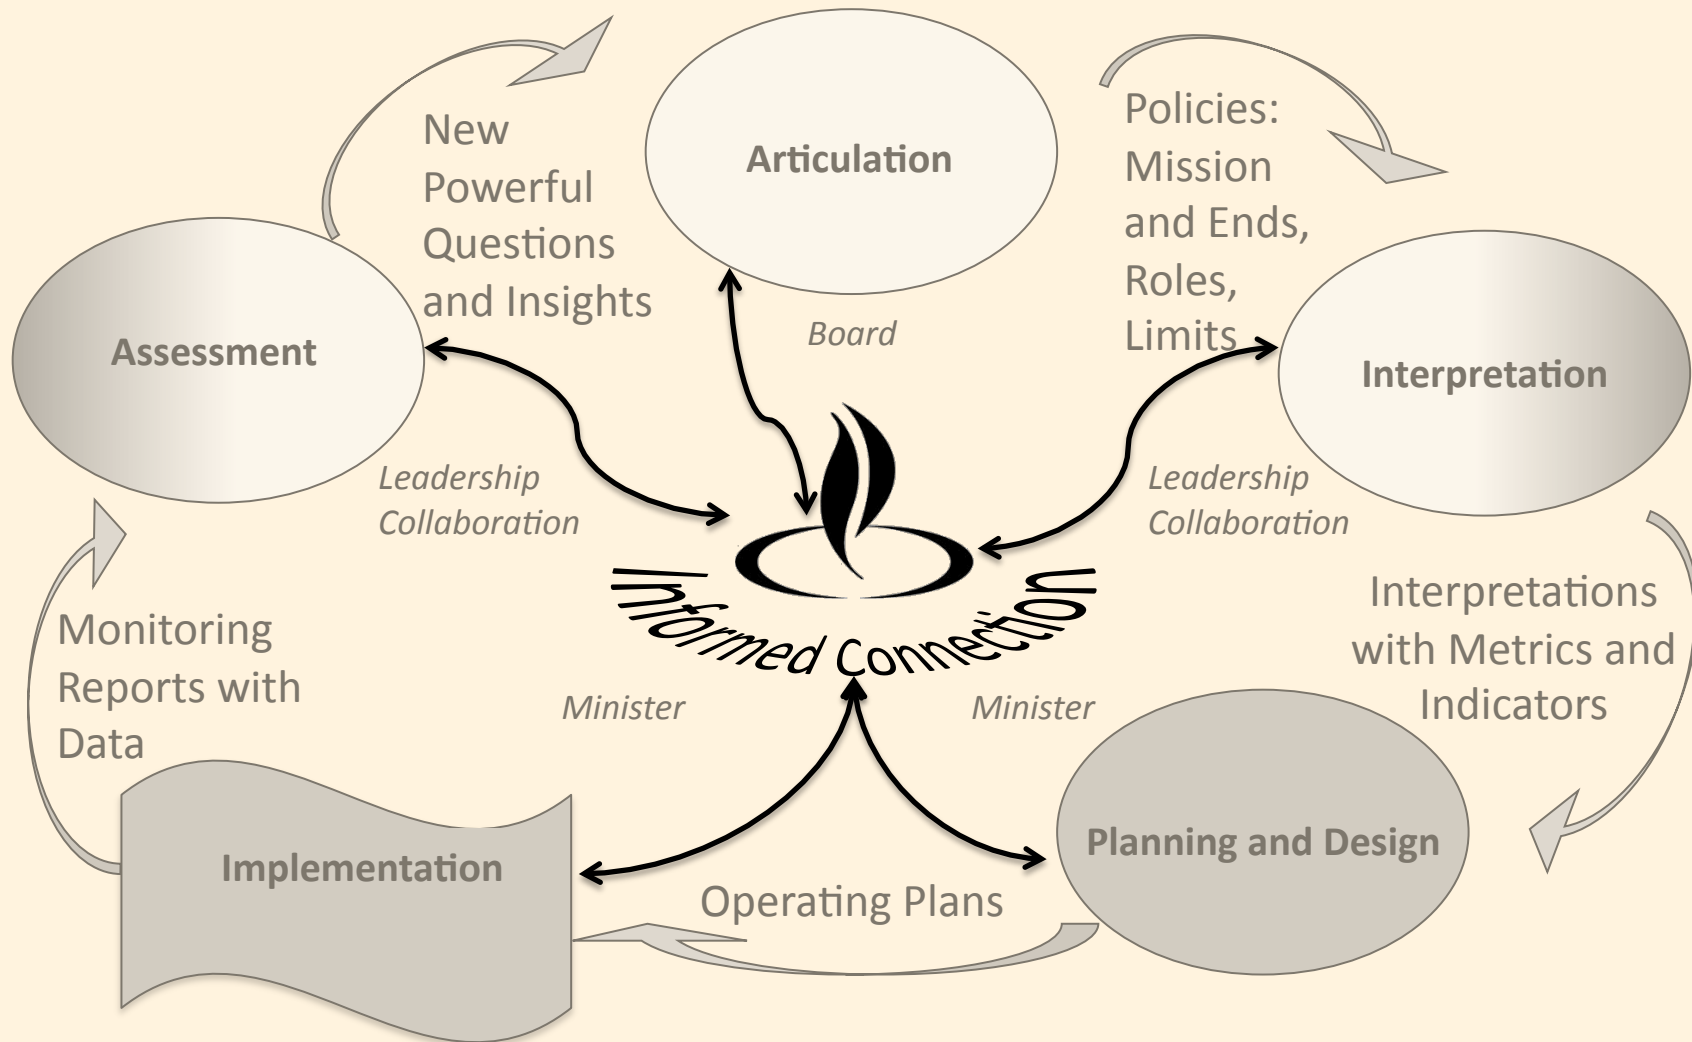 New
Powerful
Questions
and Insights
Articulation
Board
Policies:
Mission
and Ends,
Roles,
Limits
Assessment
Interpretation
Leadership
Collaboration
Leadership
Collaboration
Informed Connection
Monitoring
Reports with
Data
Minister
Minister
Interpretations
with Metrics and
Indicators
Implementation
Operating Plans
Planning and Design